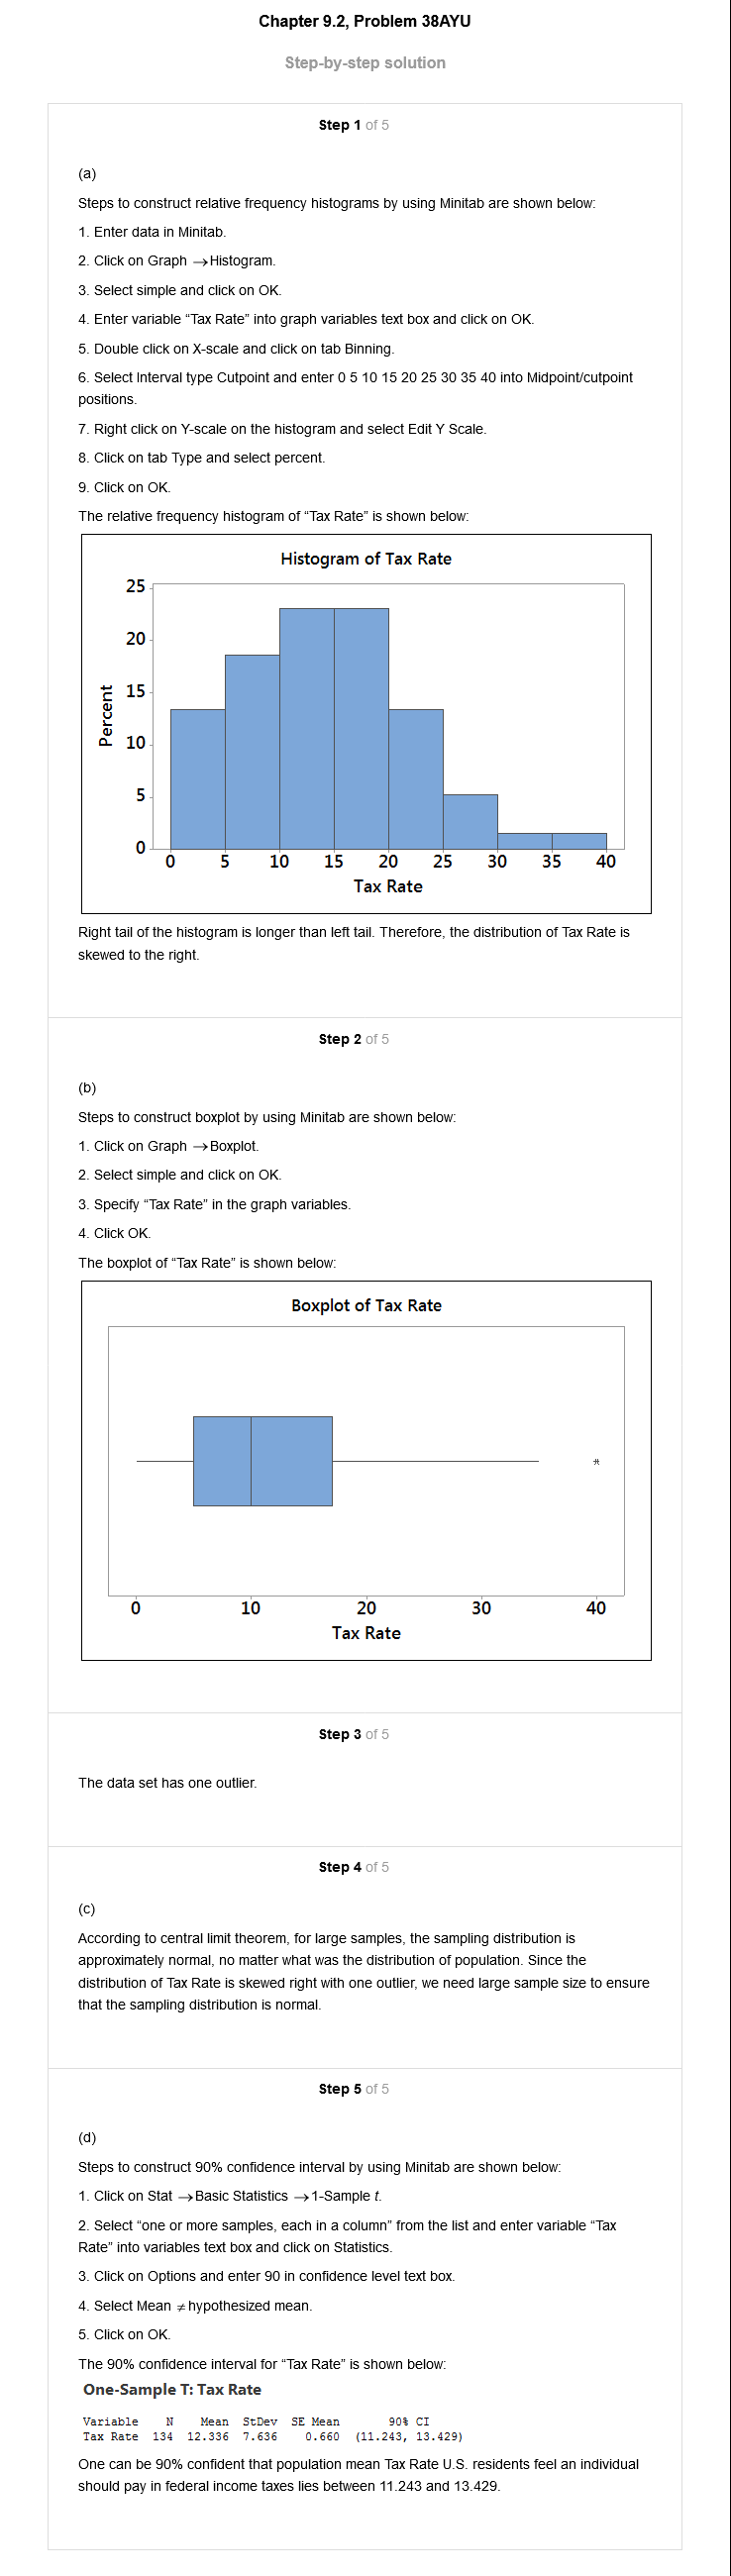 Chapter 9.2, Problem 38AYU
Step-by-step solution
Step 1 of 5
(a)
Steps to construct relative frequency histograms by using Minitab are shown below:
1. Enter data in Minitab.
2. Click on Graph →Histogram.
3. Select simple and click on OK.
4. Enter variable “Tax Rate” into graph variables text box and click on OK.
5. Double click on X-scale and click on tab Binning.
6. Select Interval type Cutpoint and enter 0 5 10 15 20 25 30 35 40 into Midpoint/cutpoint
positions.
7. Right click on Y-scale on the histogram and select Edit Y Scale.
8. Click on tab Type and select percent.
9. Click on OK.
The relative frequency histogram of “Tax Rate” is shown below:
Histogram of Tax Rate
25
20
15
10
5
0
Percent
0 5 10 15 20 25 30 35 40
Tax Rate
Right tail of the histogram is longer than left tail. Therefore, the distribution of Tax Rate is
skewed to the right.
Step 2 of 5
(b)
Steps to construct boxplot by using Minitab are shown below:
1. Click on Graph →Boxplot.
2. Select simple and click on OK.
3. Specify “Tax Rate” in the graph variables.
4. Click OK.
The boxplot of “Tax Rate” is shown below:
Boxplot of Tax Rate
0 10 20 30 40
Tax Rate
Step 3 of 5
The data set has one outlier.
Step 4 of 5
(c)
According to central limit theorem, for large samples, the sampling distribution is
approximately normal, no matter what was the distribution of population. Since the
distribution of Tax Rate is skewed right with one outlier, we need large sample size to ensure
that the sampling distribution is normal.
Step 5 of 5
(d)
Steps to construct 90% confidence interval by using Minitab are shown below:
1. Click on Stat →Basic Statistics →1-Sample t.
2. Select “one or more samples, each in a column” from the list and enter variable “Tax
Rate” into variables text box and click on Statistics.
3. Click on Options and enter 90 in confidence level text box.
4. Select Mean ≠ hypothesized mean.
5. Click on OK.
The 90% confidence interval for “Tax Rate” is shown below:
One-Sample T: Tax Rate
Variable N Mean StDev SE Mean 90% CI
Tax Rate 134 12.336 7.636 0.660 (11.243, 13.429)
One can be 90% confident that population mean Tax Rate U.S. residents feel an individual
should pay in federal income taxes lies between 11.243 and 13.429.